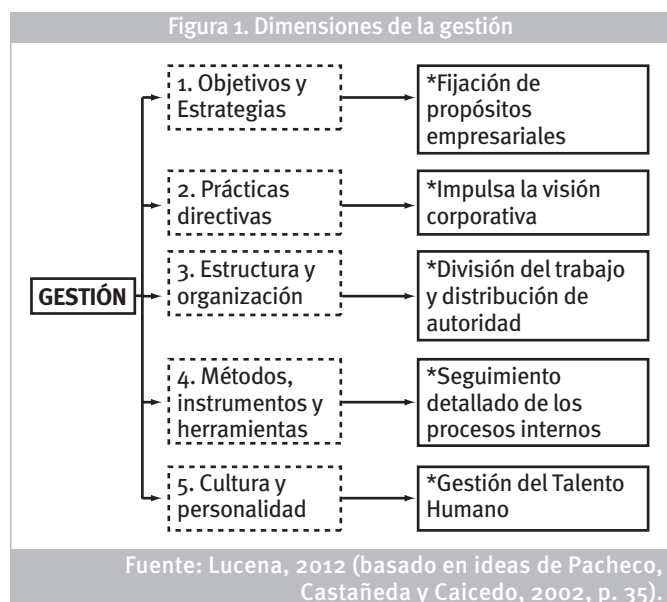 Figura 1. Dimensiones de la gestión
1. Objetivos y
Estrategias
*Fijación de
propósitos
empresariales
2. Prácticas
directivas
*Impulsa la visión
corporativa
GESTIÓN
3. Estructura y
organización
*División del trabajo
y distribución de
autoridad
4. Métodos,
instrumentos y
herramientas
*Seguimiento
detallado de los
procesos internos
5. Cultura y
personalidad
*Gestión del Talento
Humano
Fuente: Lucena, 2012 (basado en ideas de Pacheco,
Castañeda y Caicedo, 2002, p. 35).